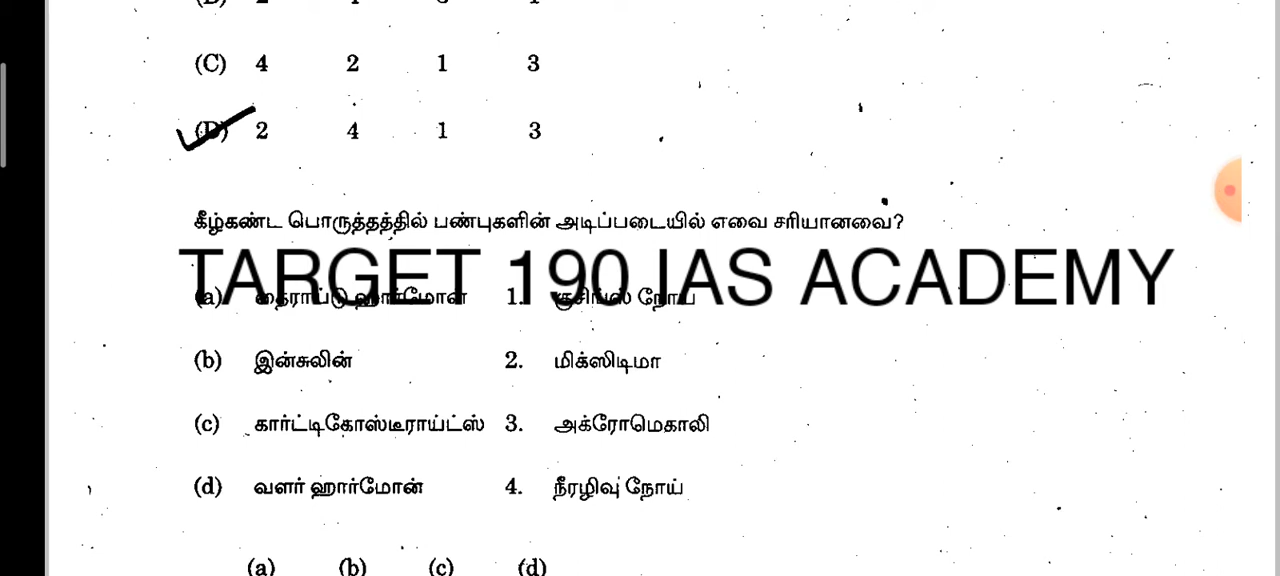 (C) 4 2 1 3
(D) 2 4 1 3
கீழ்கண்ட பொருத்தத்தில் பண்புகளின் அடிப்படையில் எவை சரியானவை?
TARGET 190 IAS ACADEMY
(a) தைராய்டு ஹார்மோன் 1. குசிங்ஸ் நோய்
(b) இன்சுலின் 2. மிக்ஸிடிமா
(c) கார்ட்டிகோஸ்டீராய்ட்ஸ் 3. அக்ரோமெகாலி
(d) வளர் ஹார்மோன் 4. நீரழிவு நோய்
(a) (b) (c) (d)